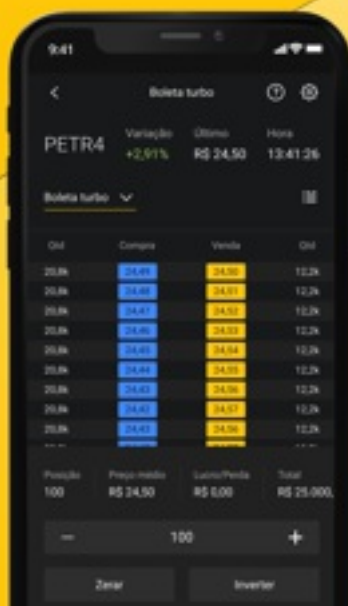 9:41
Boleta turbo
PETR4
Variação Último Hora
+2,91% R$ 24,50 13:41:26
Boleta turbo
Qtd Compra Venda Qtd
20,8k 24,49 24,50 12,2k
20,8k 24,48 24,51 12,2k
20,8k 24,47 24,52 12,2k
20,8k 24,46 24,53 12,2k
20,8k 24,45 24,54 12,2k
20,8k 24,44 24,55 12,2k
20,8k 24,43 24,56 12,2k
20,8k 24,42 24,57 12,2k
20,8k 24,43 24,56 12,2k
Posição Preço médio Lucro/Perda Total
100 R$ 24,50 R$ 0,00 R$ 25.000,
− 100 +
Zerar Inverter